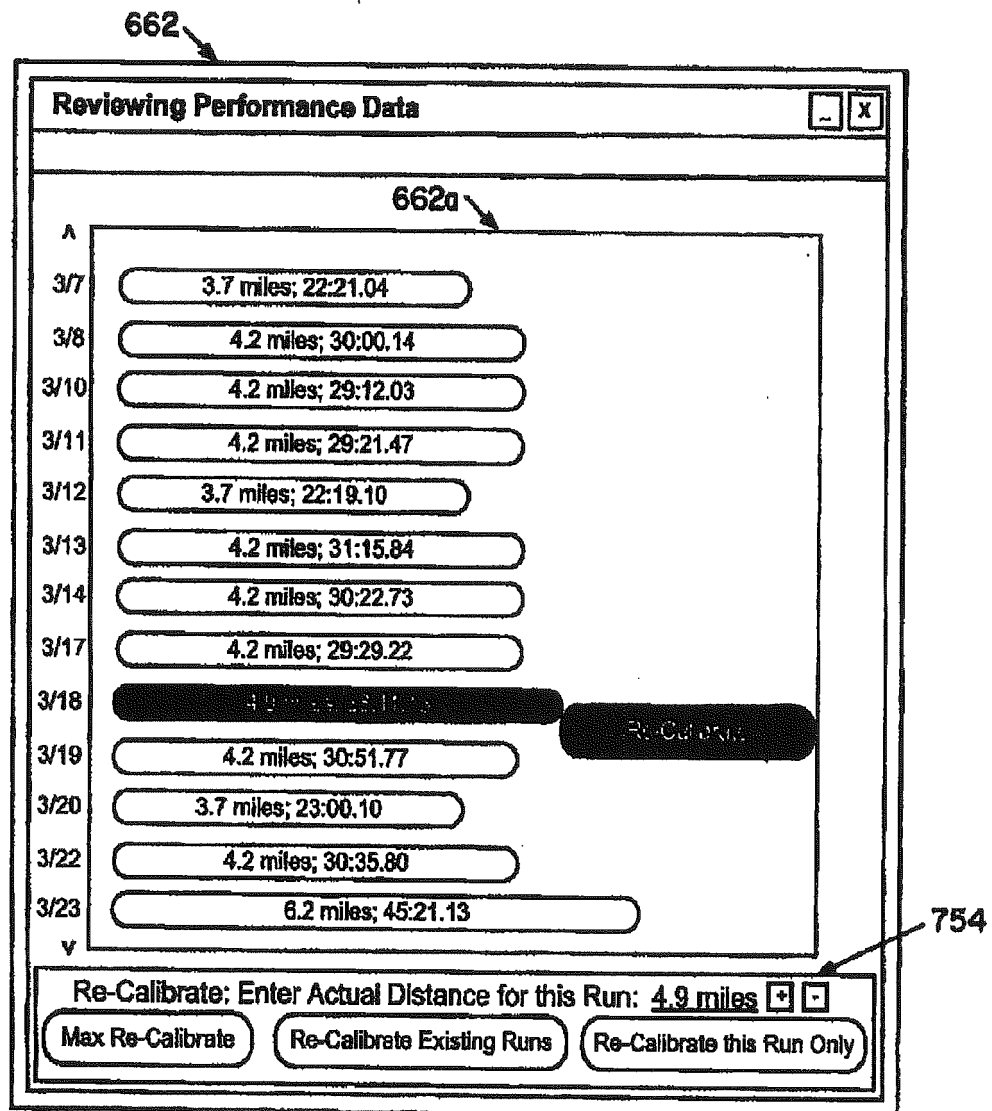 662
Reviewing Performance Data _ X
662a
^
3/7 3.7 miles; 22:21.04
3/8 4.2 miles; 30:00.14
3/10 4.2 miles; 29:12.03
3/11 4.2 miles; 29:21.47
3/12 3.7 miles; 22:19.10
3/13 4.2 miles; 31:15.84
3/14 4.2 miles; 30:22.73
3/17 4.2 miles; 29:29.22
3/18
Re-Calibrate
3/19 4.2 miles; 30:51.77
3/20 3.7 miles; 23:00.10
3/22 4.2 miles; 30:35.80
3/23 6.2 miles; 45:21.13
v
754
Re-Calibrate: Enter Actual Distance for this Run: 4.9 miles + -
Max Re-Calibrate Re-Calibrate Existing Runs Re-Calibrate this Run Only